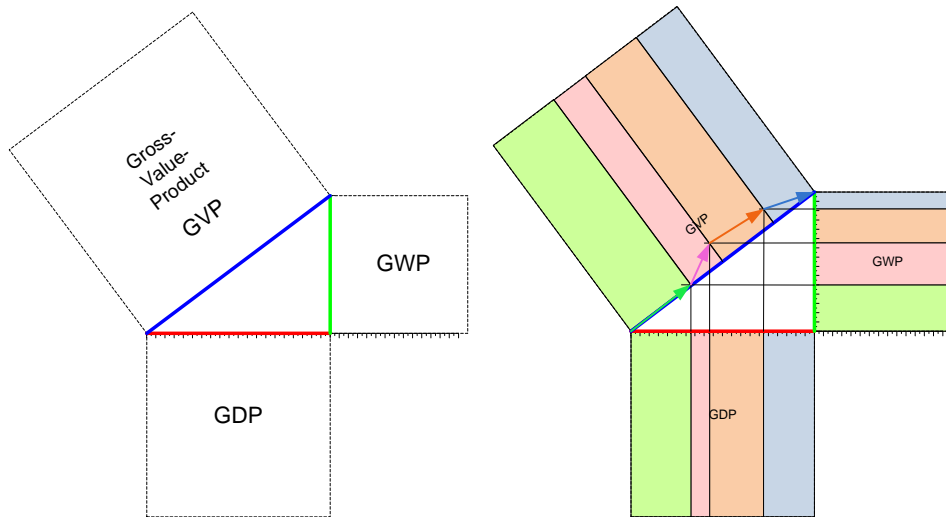 Gross-
Value-
Product
GVP
GWP
GDP
GVP
GWP
GDP